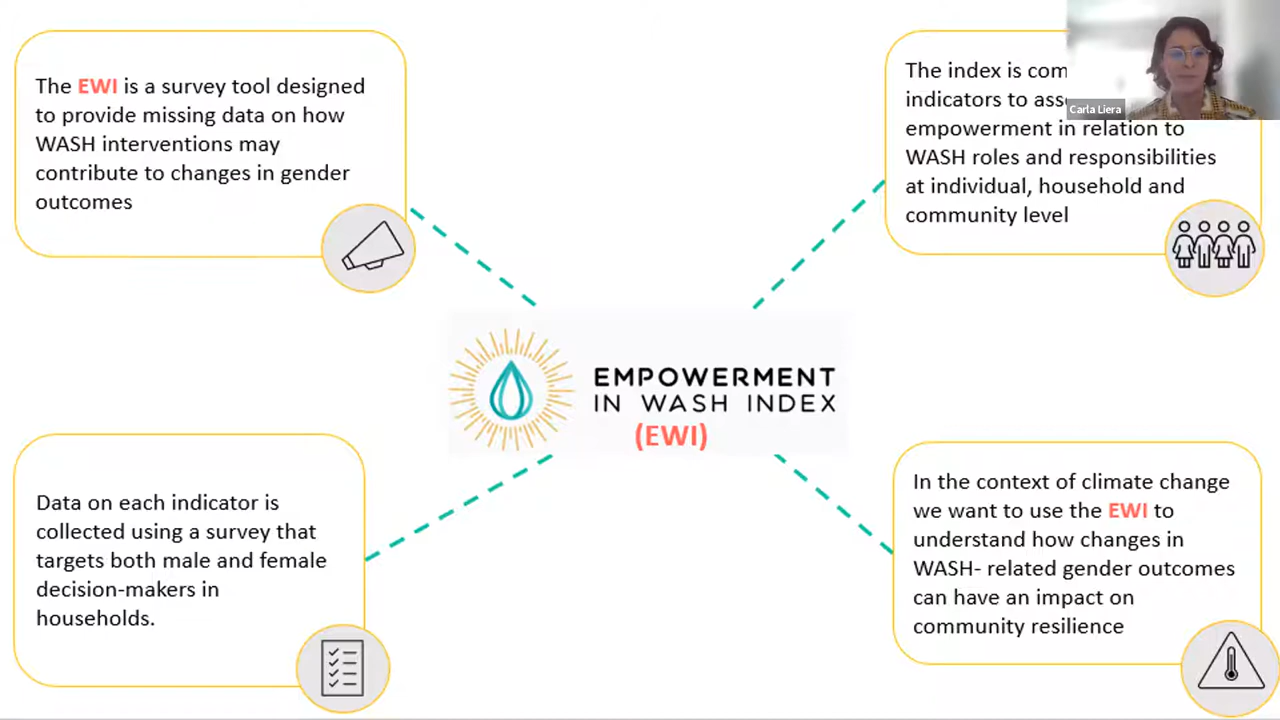 The EWI is a survey tool designed
to provide missing data on how
WASH interventions may
contribute to changes in gender
outcomes
The index is
indicators to
empowerment in relation to
WASH roles and responsibilities
at individual, household and
community level
Carla Liera
EMPOWERMENT
IN WASH INDEX
(EWI)
Data on each indicator is
collected using a survey that
targets both male and female
decision-makers in
households.
In the context of climate change
we want to use the EWI to
understand how changes in
WASH- related gender outcomes
can have an impact on
community resilience